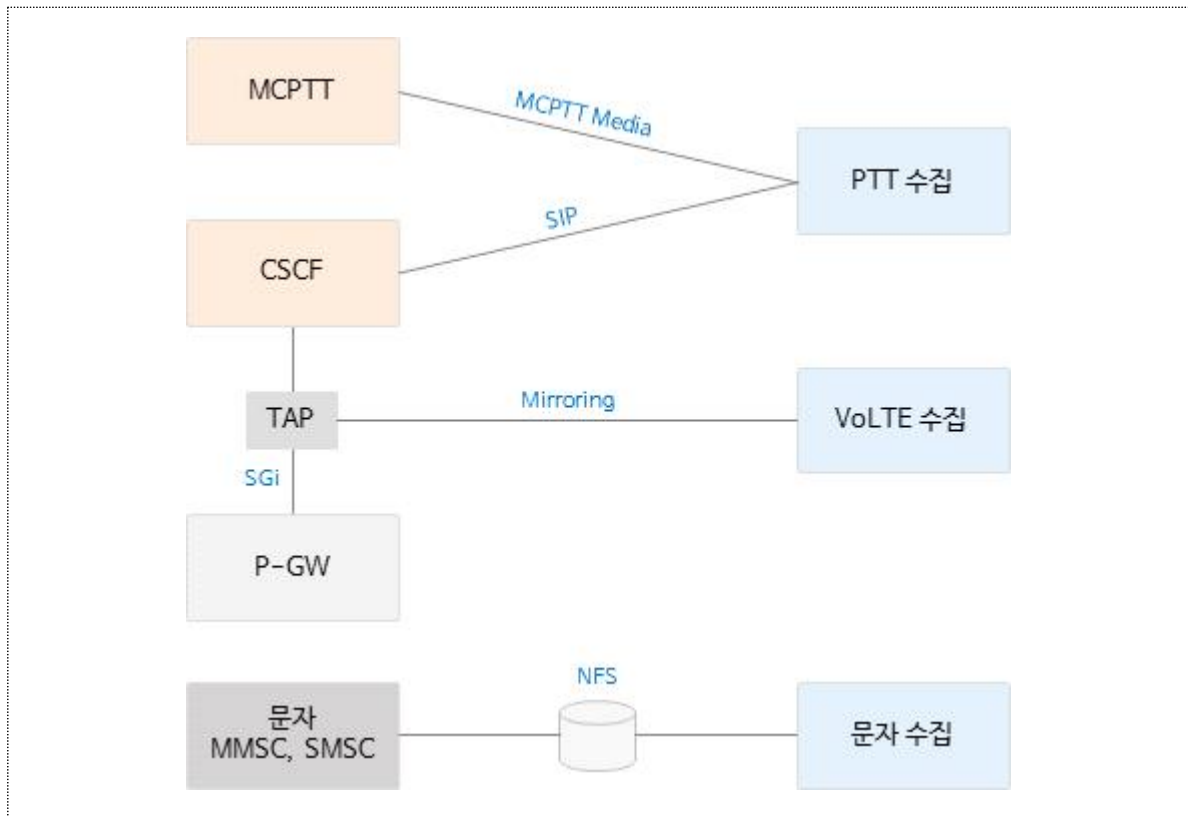 MCPTT
MCPTT Media
PTT 수집
SIP
CSCF
TAP
Mirroring
VoLTE 수집
SGi
P-GW
NFS
문자
MMSC, SMSC
문자 수집